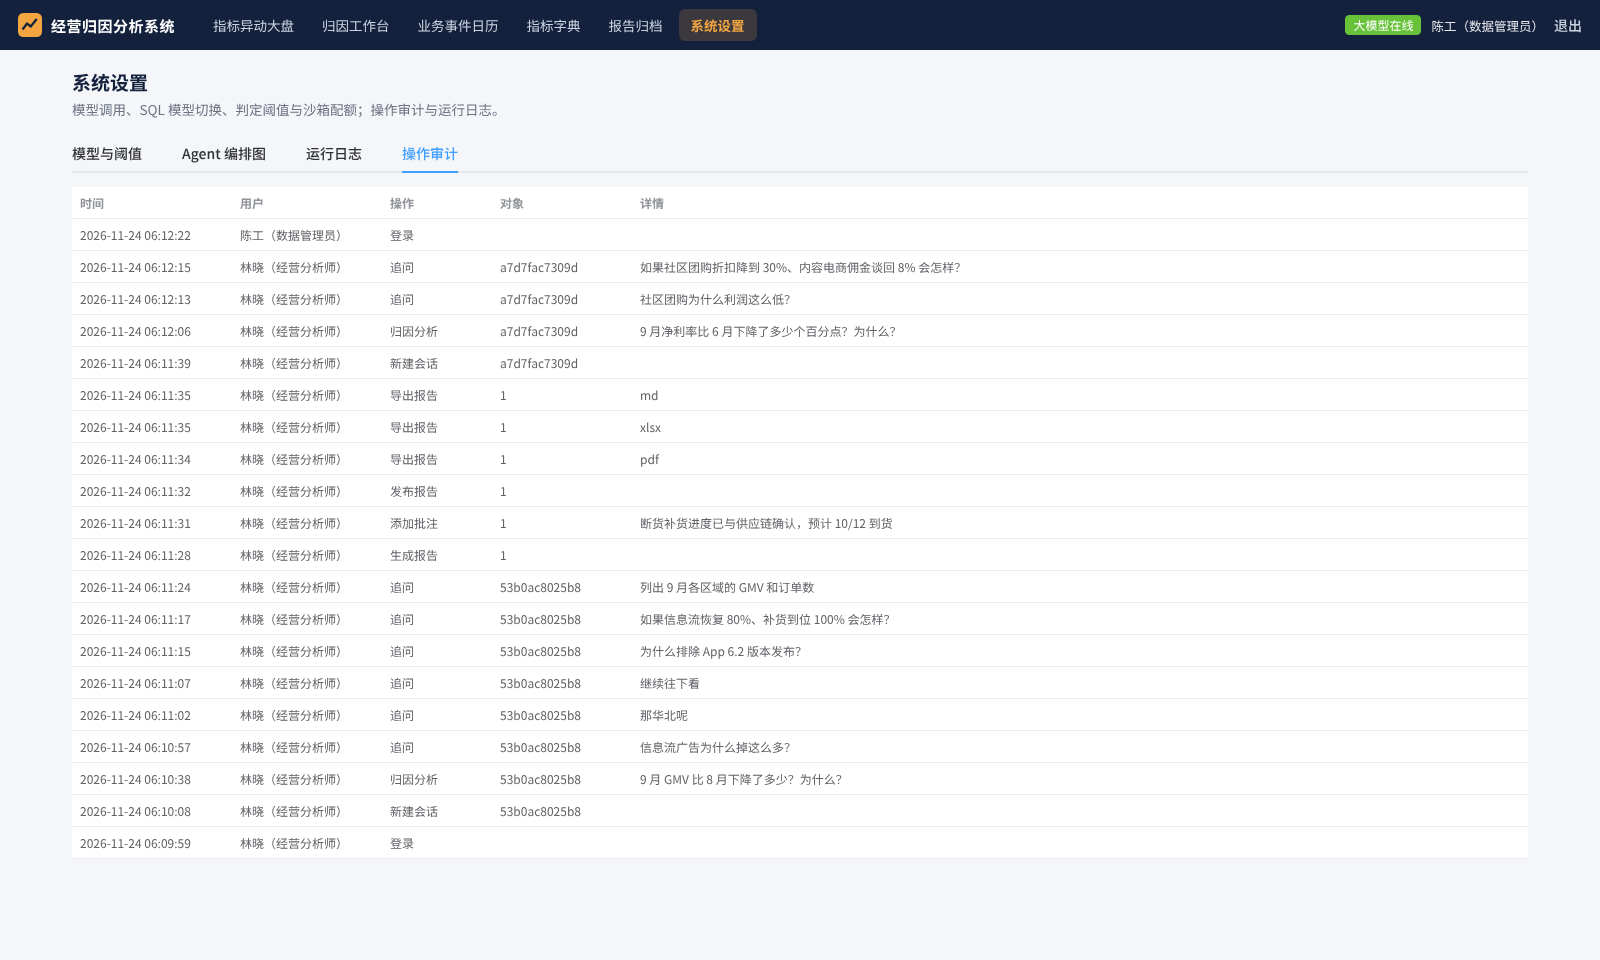 经营归因分析系统 指标异动大盘 归因工作台 业务事件日历 指标字典 报告归档 系统设置 大模型在线 陈工（数据管理员） 退出
系统设置
模型调用、SQL 模型切换、判定阈值与沙箱配额；操作审计与运行日志。
模型与阈值 Agent 编排图 运行日志 操作审计
时间 用户 操作 对象 详情
2026-11-24 06:12:22 陈工（数据管理员） 登录
2026-11-24 06:12:15 林晓（经营分析师） 追问 a7d7fac7309d 如果社区团购折扣降到 30%、内容电商佣金谈回 8% 会怎样？
2026-11-24 06:12:13 林晓（经营分析师） 追问 a7d7fac7309d 社区团购为什么利润这么低？
2026-11-24 06:12:06 林晓（经营分析师） 归因分析 a7d7fac7309d 9 月净利率比 6 月下降了多少个百分点？为什么？
2026-11-24 06:11:39 林晓（经营分析师） 新建会话 a7d7fac7309d
2026-11-24 06:11:35 林晓（经营分析师） 导出报告 1 md
2026-11-24 06:11:35 林晓（经营分析师） 导出报告 1 xlsx
2026-11-24 06:11:34 林晓（经营分析师） 导出报告 1 pdf
2026-11-24 06:11:32 林晓（经营分析师） 发布报告 1
2026-11-24 06:11:31 林晓（经营分析师） 添加批注 1 断货补货进度已与供应链确认，预计 10/12 到货
2026-11-24 06:11:28 林晓（经营分析师） 生成报告 1
2026-11-24 06:11:24 林晓（经营分析师） 追问 53b0ac8025b8 列出 9 月各区域的 GMV 和订单数
2026-11-24 06:11:17 林晓（经营分析师） 追问 53b0ac8025b8 如果信息流恢复 80%、补货到位 100% 会怎样？
2026-11-24 06:11:15 林晓（经营分析师） 追问 53b0ac8025b8 为什么排除 App 6.2 版本发布？
2026-11-24 06:11:07 林晓（经营分析师） 追问 53b0ac8025b8 继续往下看
2026-11-24 06:11:02 林晓（经营分析师） 追问 53b0ac8025b8 那华北呢
2026-11-24 06:10:57 林晓（经营分析师） 追问 53b0ac8025b8 信息流广告为什么掉这么多？
2026-11-24 06:10:38 林晓（经营分析师） 归因分析 53b0ac8025b8 9 月 GMV 比 8 月下降了多少？为什么？
2026-11-24 06:10:08 林晓（经营分析师） 新建会话 53b0ac8025b8
2026-11-24 06:09:59 林晓（经营分析师） 登录